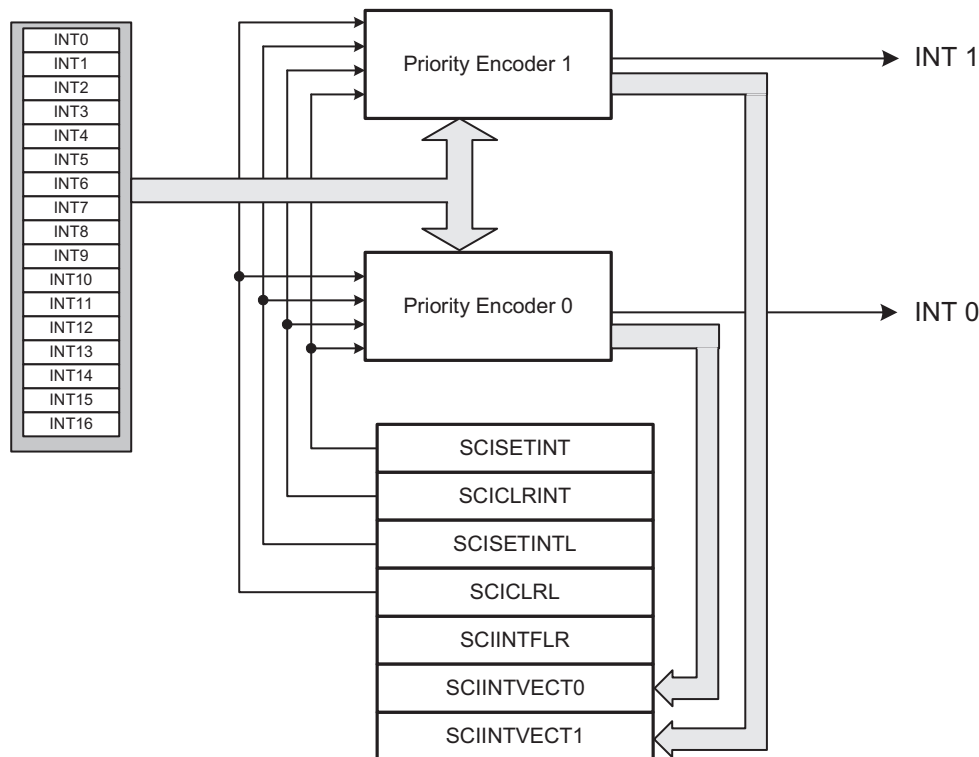 INT0
INT1
INT2
INT3
INT4
INT5
INT6
INT7
INT8
INT9
INT10
INT11
INT12
INT13
INT14
INT15
INT16
Priority Encoder 1
INT 1
Priority Encoder 0
INT 0
SCISETINT
SCICLRINT
SCISETINTL
SCICLRL
SCIINTFLR
SCIINTVECT0
SCIINTVECT1